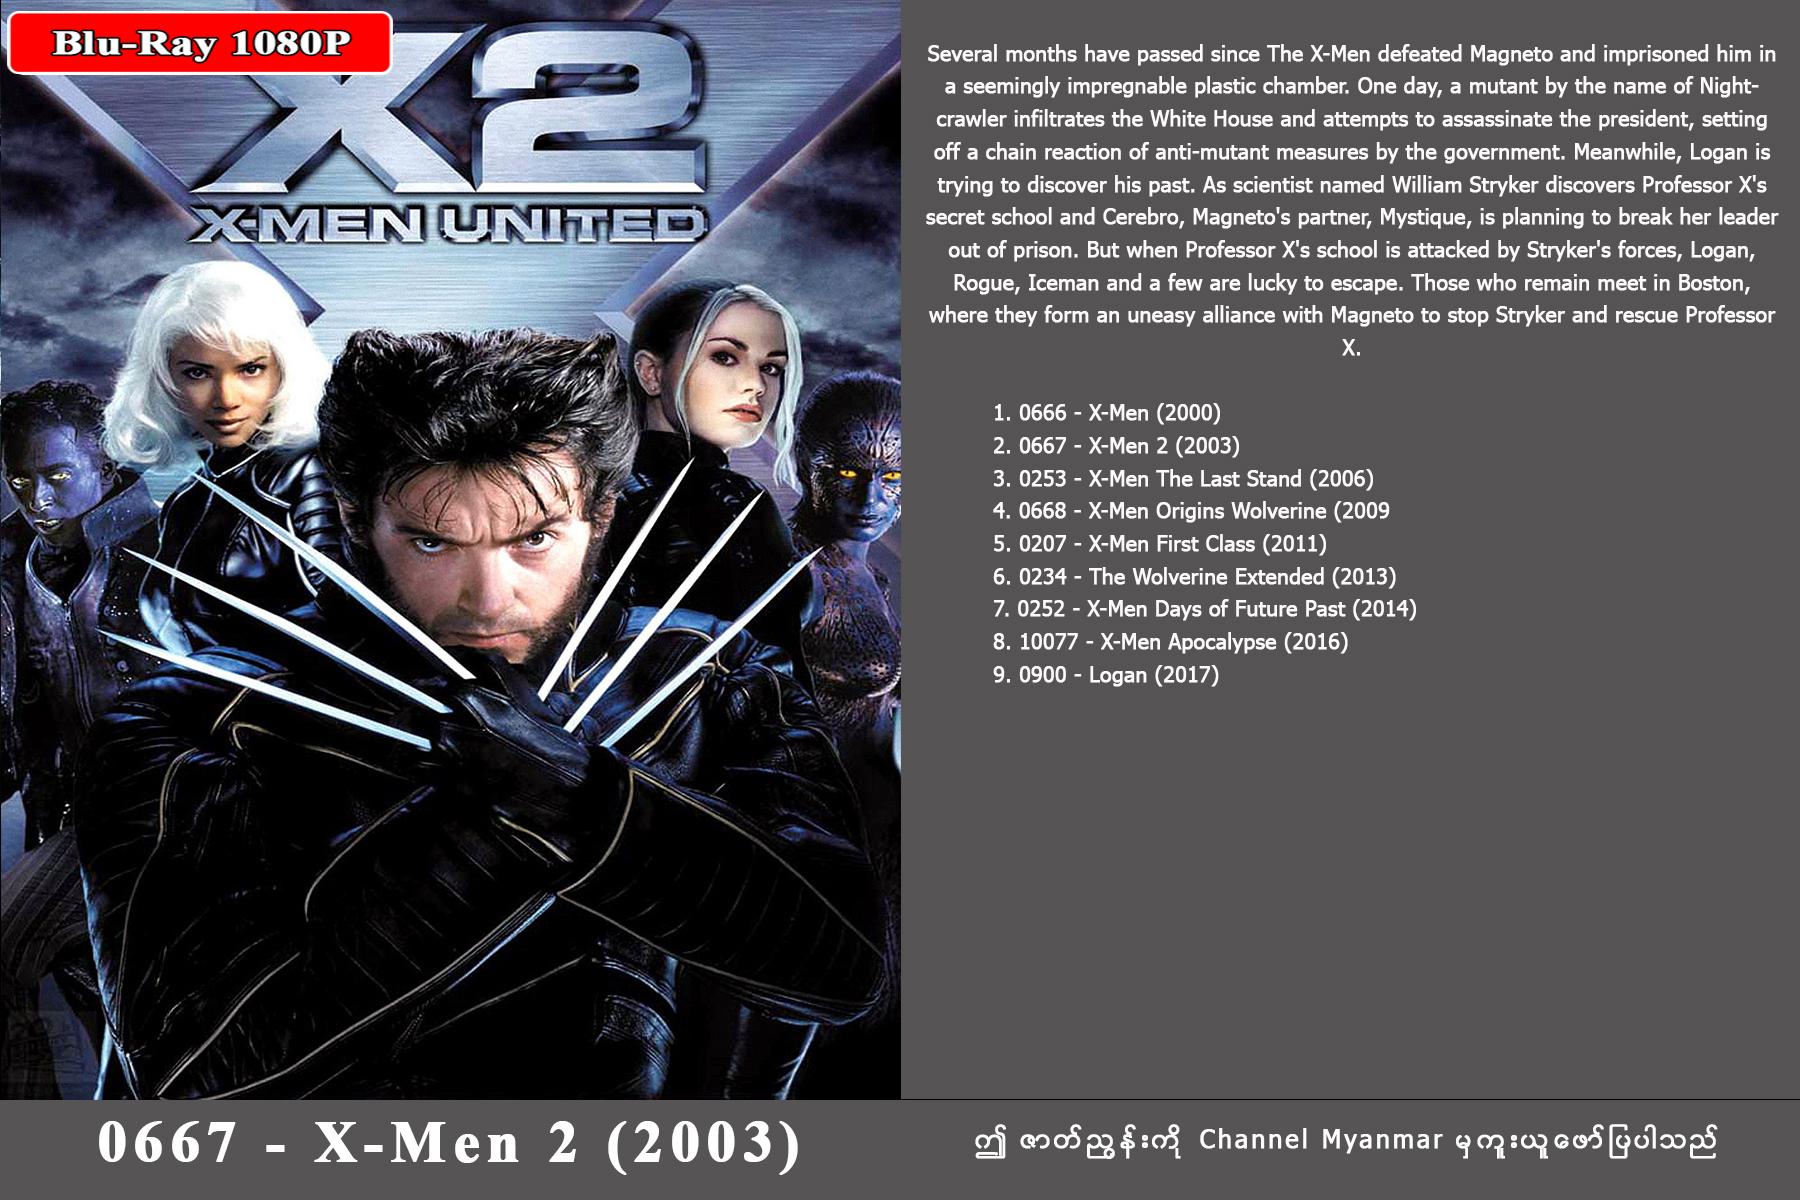 Blu-Ray 1080P
X2
X-MEN UNITED
Several months have passed since The X-Men defeated Magneto and imprisoned him in
a seemingly impregnable plastic chamber. One day, a mutant by the name of Night-
crawler infiltrates the White House and attempts to assassinate the president, setting
off a chain reaction of anti-mutant measures by the government. Meanwhile, Logan is
trying to discover his past. As scientist named William Stryker discovers Professor X's
secret school and Cerebro, Magneto's partner, Mystique, is planning to break her leader
out of prison. But when Professor X's school is attacked by Stryker's forces, Logan,
Rogue, Iceman and a few are lucky to escape. Those who remain meet in Boston,
where they form an uneasy alliance with Magneto to stop Stryker and rescue Professor
X.
1. 0666 - X-Men (2000)
2. 0667 - X-Men 2 (2003)
3. 0253 - X-Men The Last Stand (2006)
4. 0668 - X-Men Origins Wolverine (2009
5. 0207 - X-Men First Class (2011)
6. 0234 - The Wolverine Extended (2013)
7. 0252 - X-Men Days of Future Past (2014)
8. 10077 - X-Men Apocalypse (2016)
9. 0900 - Logan (2017)
0667 - X-Men 2 (2003)
ဤ ဇာတ်ညွှန်းကို Channel Myanmar မှကူးယူဖော်ပြပါသည်